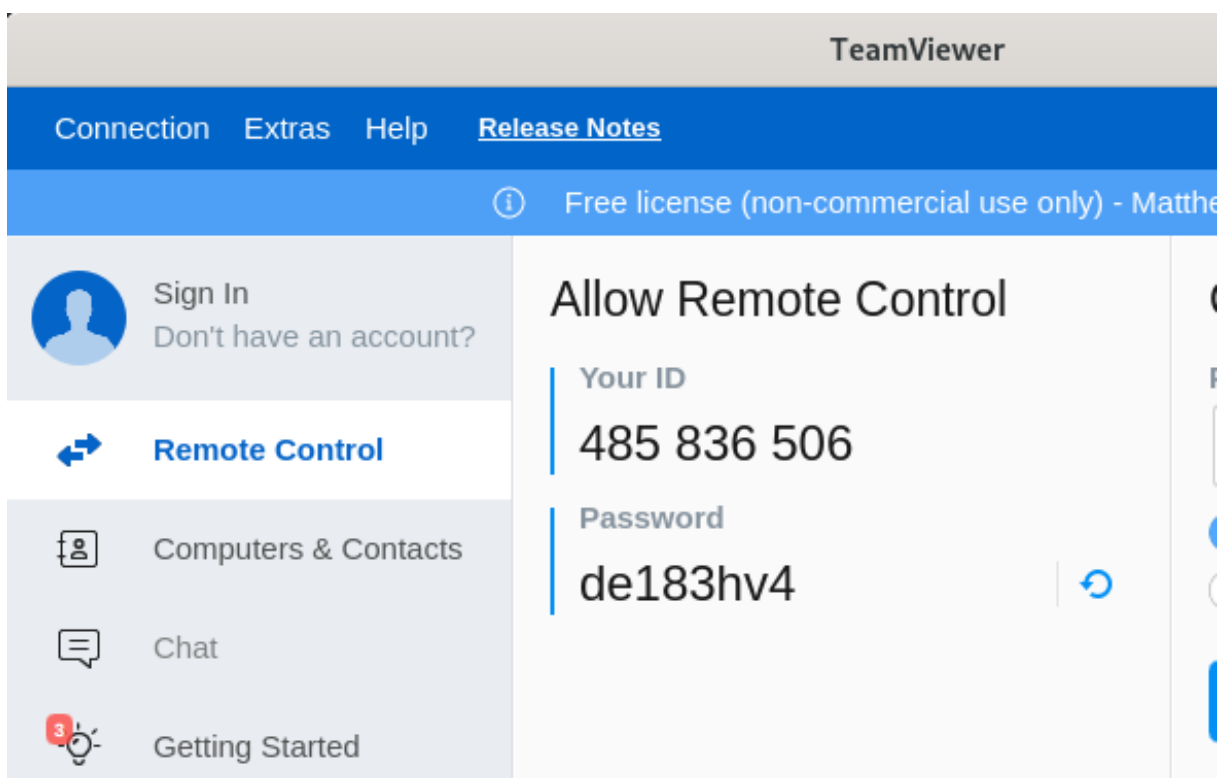 TeamViewer
Connection Extras Help Release Notes
Free license (non-commercial use only) - Matthe
Sign In
Don't have an account?
Remote Control
Computers & Contacts
Chat
3
Getting Started
Allow Remote Control
Your ID
485 836 506
Password
de183hv4